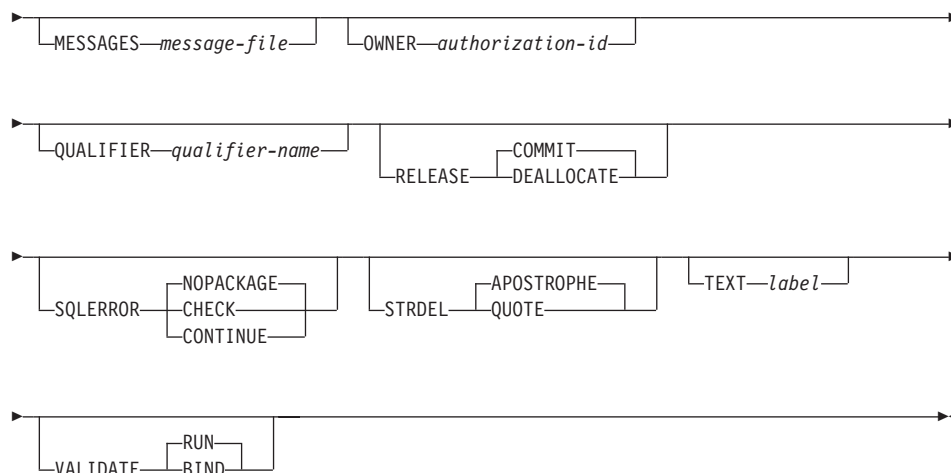 MESSAGES message-file OWNER authorization-id
QUALIFIER qualifier-name COMMIT
RELEASE DEALLOCATE
NOPACKAGE APOSTROPHE TEXT label
SQLERROR CHECK STRDEL QUOTE
CONTINUE
RUN
VALIDATE BIND